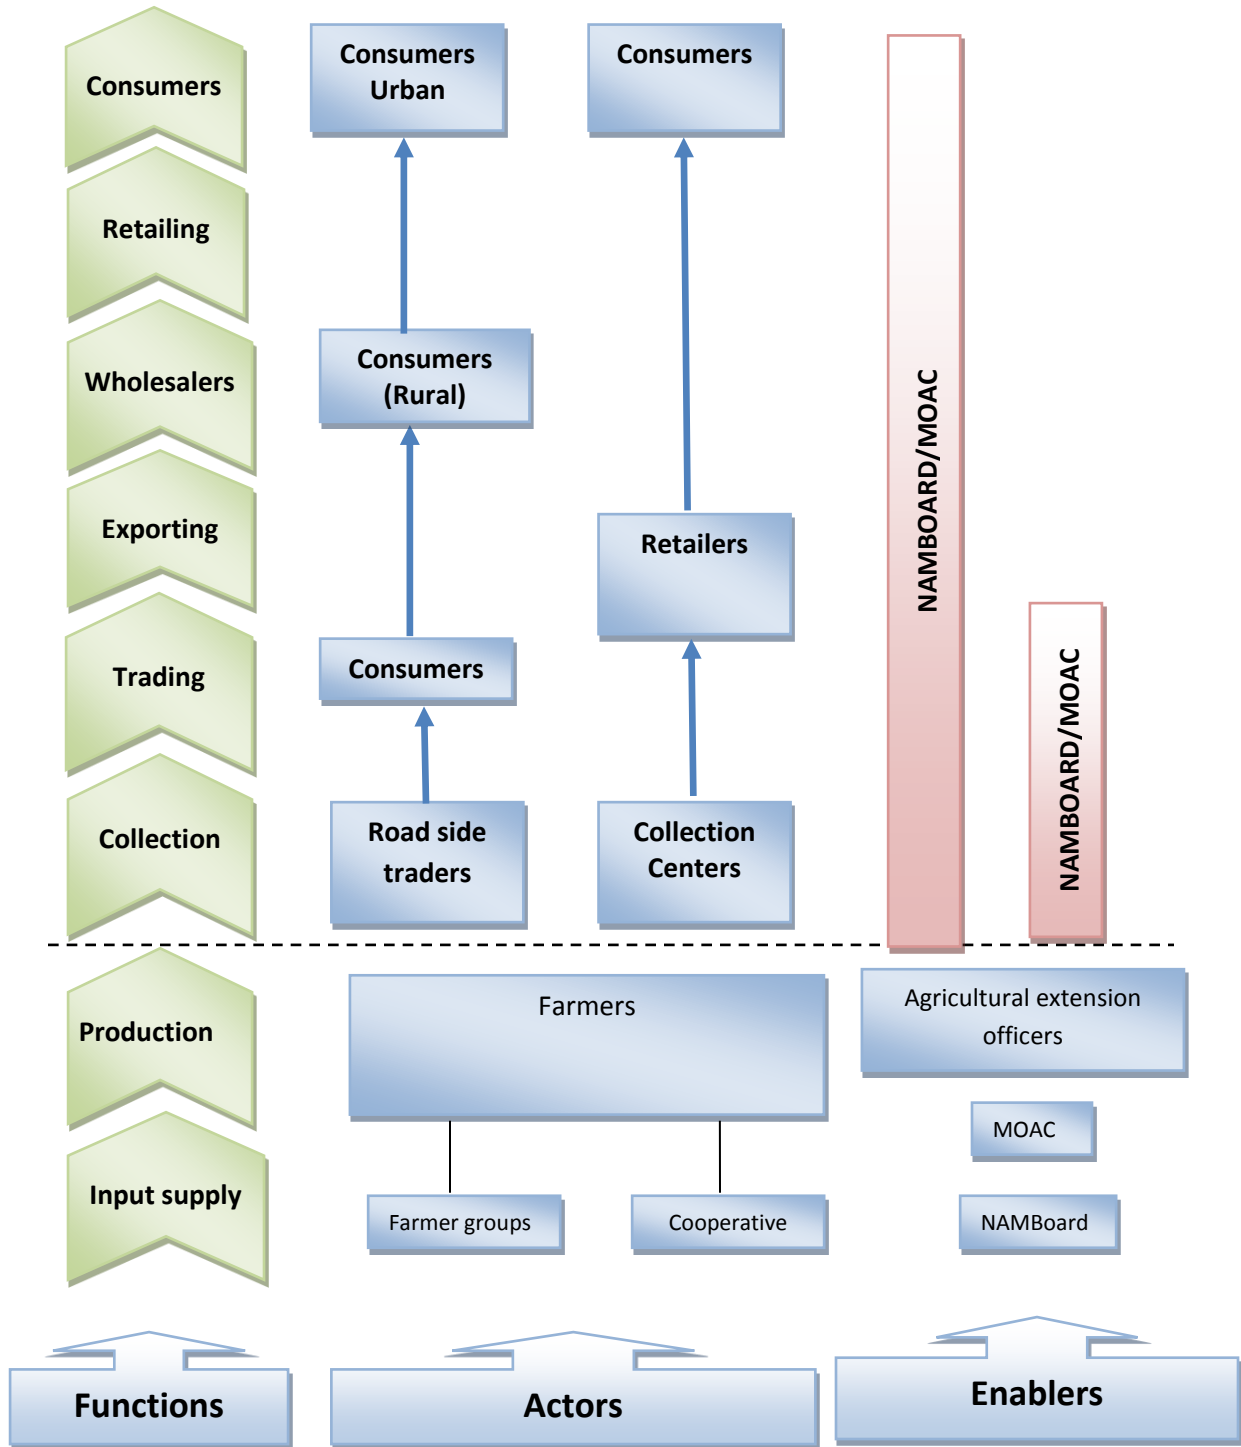 Consumers
Retailing
Wholesalers
Exporting
Trading
Collection
Production
Input supply
Functions
Consumers
Urban
Consumers
(Rural)
Consumers
Road side
traders
Consumers
Retailers
Collection
Centers
Farmers
Farmer groups
Cooperative
Actors
NAMBOARD/MOAC
NAMBOARD/MOAC
Agricultural extension
officers
MOAC
NAMBoard
Enablers